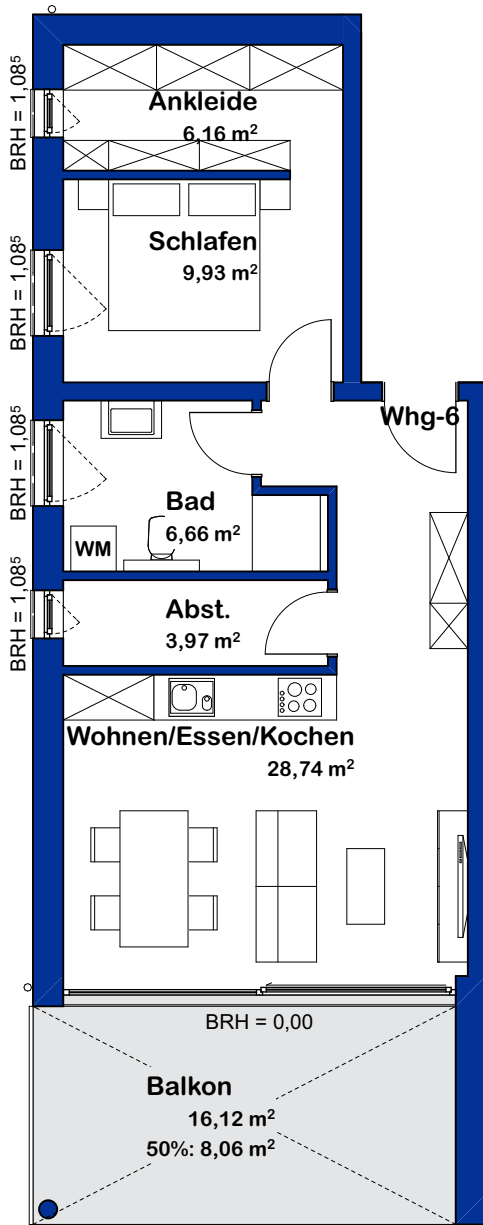 BRH = 1,08⁵
Ankleide
6,16 m²
Schlafen
9,93 m²
BRH = 1,08⁵
Whg-6
BRH = 1,08⁵
Bad
6,66 m²
WM
BRH = 1,08⁵
Abst.
3,97 m²
Wohnen/Essen/Kochen
28,74 m²
BRH = 0,00
Balkon
16,12 m²
50%: 8,06 m²